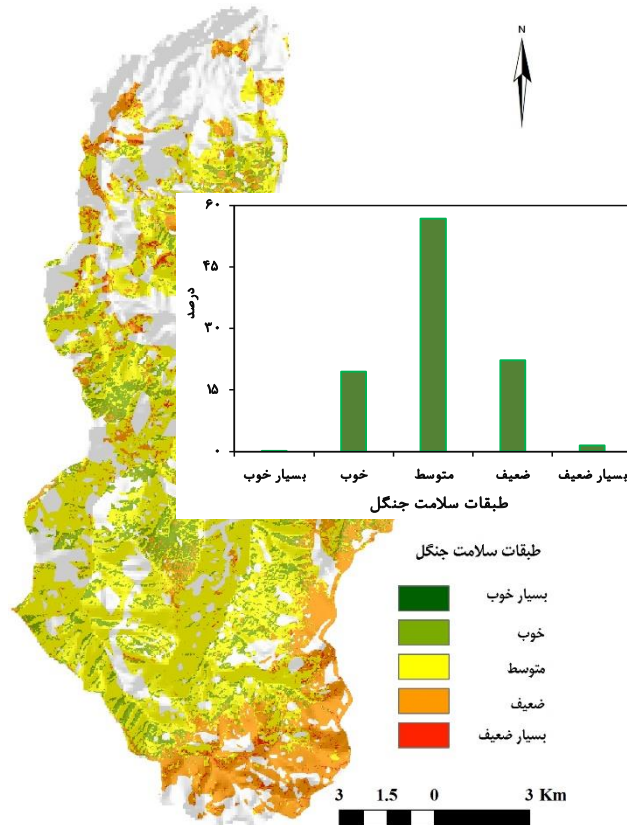 N
۶۰
۴۵
۳۰
۱۵
۰
درصد
بسیار خوب خوب متوسط ضعیف بسیار ضعیف
طبقات سلامت جنگل
طبقات سلامت جنگل
بسیار خوب
خوب
متوسط
ضعیف
بسیار ضعیف
3 1.5 0 3 Km